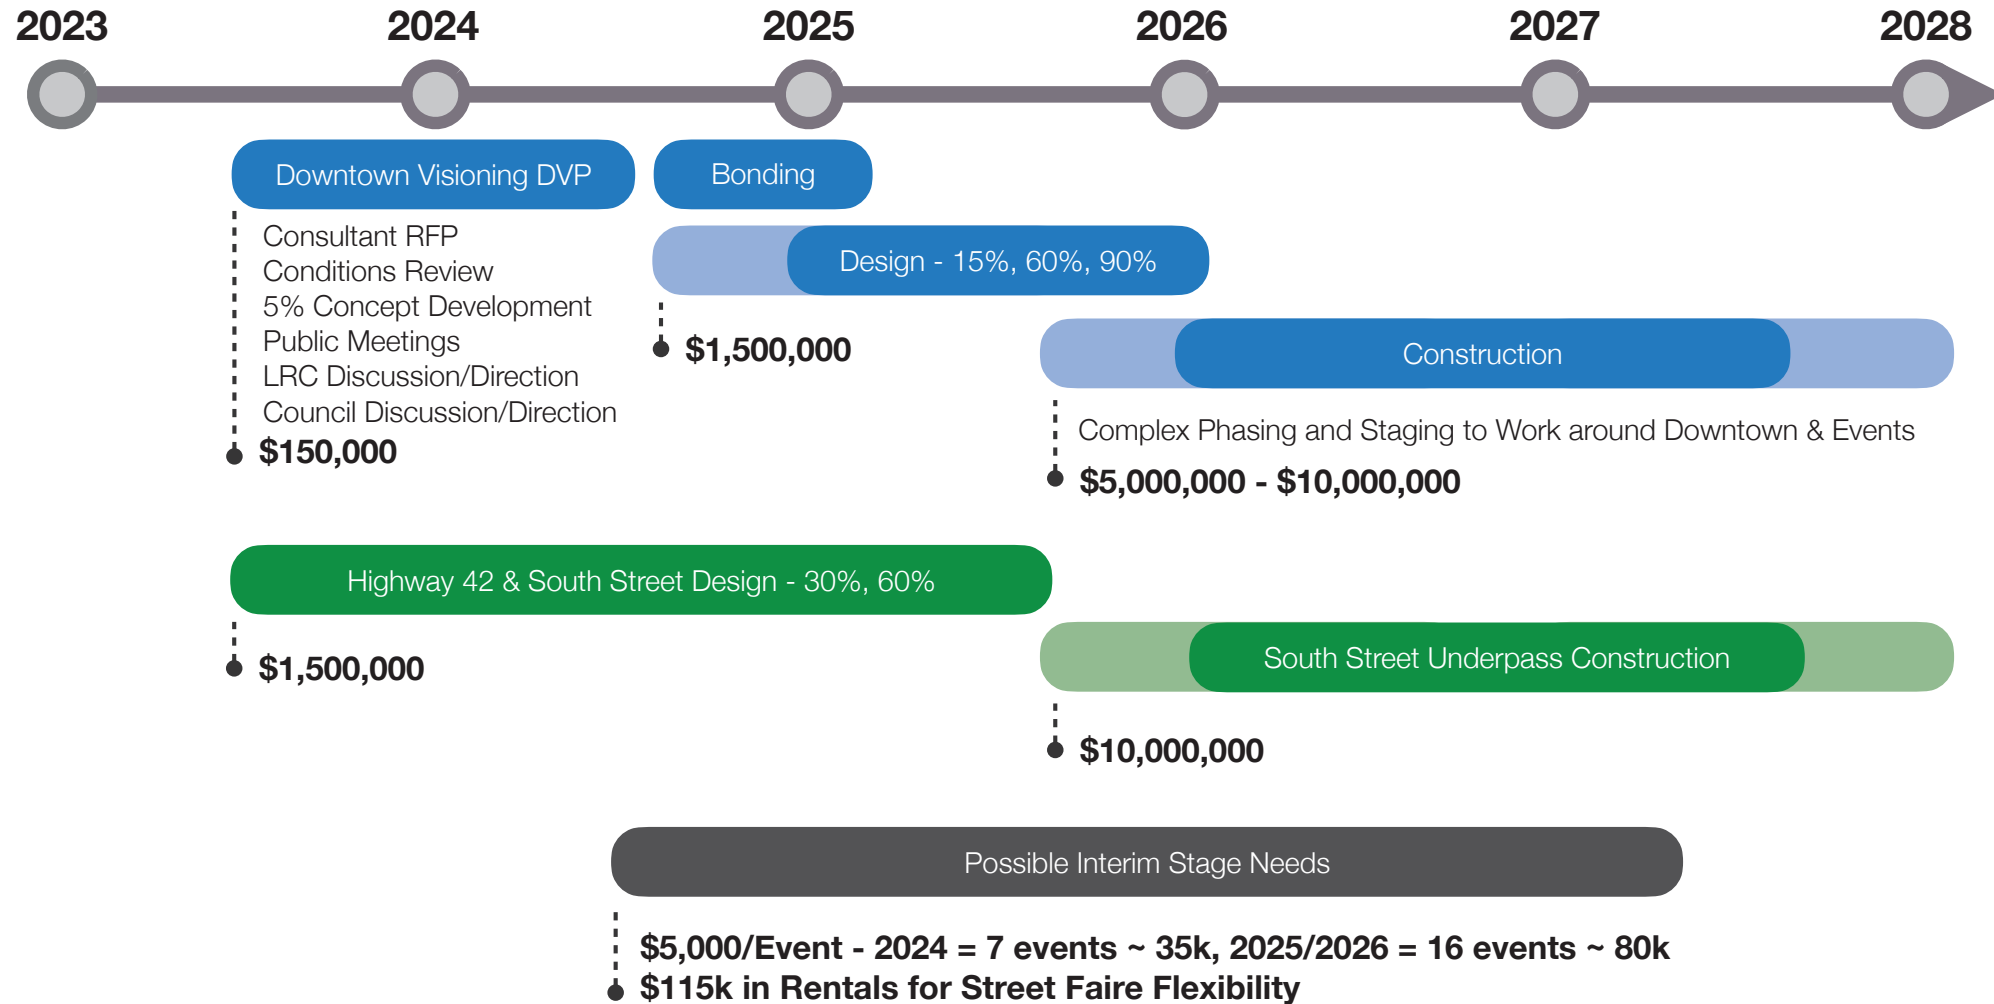 2023 2024 2025 2026 2027 2028
Downtown Visioning DVP
Bonding
Consultant RFP
Conditions Review
5% Concept Development
Public Meetings
LRC Discussion/Direction
Council Discussion/Direction
$150,000
Design - 15%, 60%, 90%
$1,500,000
Construction
Complex Phasing and Staging to Work around Downtown & Events
$5,000,000 - $10,000,000
Highway 42 & South Street Design - 30%, 60%
$1,500,000
South Street Underpass Construction
$10,000,000
Possible Interim Stage Needs
$5,000/Event - 2024 = 7 events ~ 35k, 2025/2026 = 16 events ~ 80k
$115k in Rentals for Street Faire Flexibility